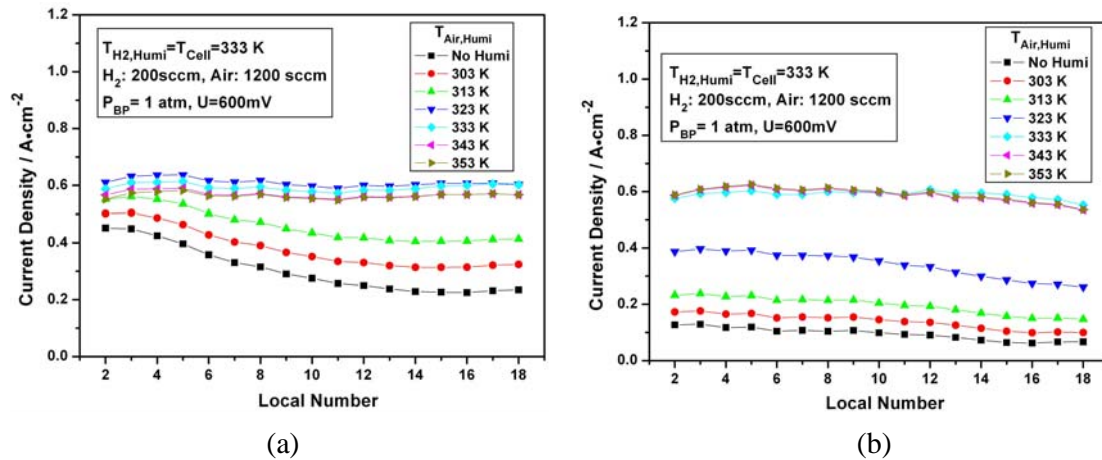 1.2
1.0
0.8
0.6
0.4
0.2
0.0
Current Density / A•cm⁻²
T_H2,Humi=T_Cell=333 K
H₂: 200sccm, Air: 1200 sccm
P_BP= 1 atm, U=600mV
T_Air,Humi
No Humi
303 K
313 K
323 K
333 K
343 K
353 K
2 4 6 8 10 12 14 16 18
Local Number
(a)
1.2
1.0
0.8
0.6
0.4
0.2
0.0
Current Density / A•cm⁻²
T_H2,Humi=T_Cell=333 K
H₂: 200sccm, Air: 1200 sccm
P_BP= 1 atm, U=600mV
T_Air,Humi
No Humi
303 K
313 K
323 K
333 K
343 K
353 K
2 4 6 8 10 12 14 16 18
Local Number
(b)